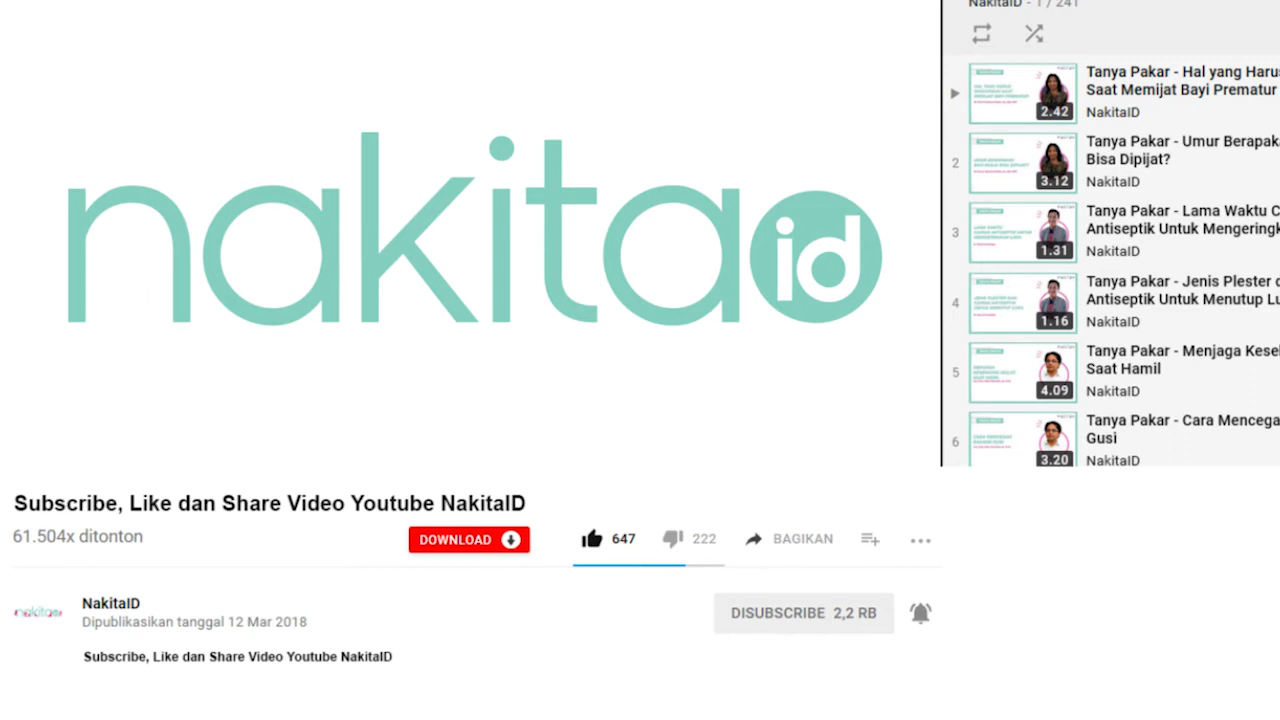 nakita id
NakitaID - 1 / 241
Tanya Pakar - Hal yang Harus
Saat Memijat Bayi Prematur
NakitaID
2.42
2
Tanya Pakar - Umur Berapaka
Bisa Dipijat?
NakitaID
3.12
3
Tanya Pakar - Lama Waktu C
Antiseptik Untuk Mengeringk
NakitaID
1.31
4
Tanya Pakar - Jenis Plester d
Antiseptik Untuk Menutup Lu
NakitaID
1.16
5
Tanya Pakar - Menjaga Kese
Saat Hamil
NakitaID
4.09
6
Tanya Pakar - Cara Mencega
Gusi
NakitaID
3.20
Subscribe, Like dan Share Video Youtube NakitaID
61.504x ditonton
DOWNLOAD
647
222
BAGIKAN
nakita
NakitaID
Dipublikasikan tanggal 12 Mar 2018
DISUBSCRIBE 2,2 RB
Subscribe, Like dan Share Video Youtube NakitaID